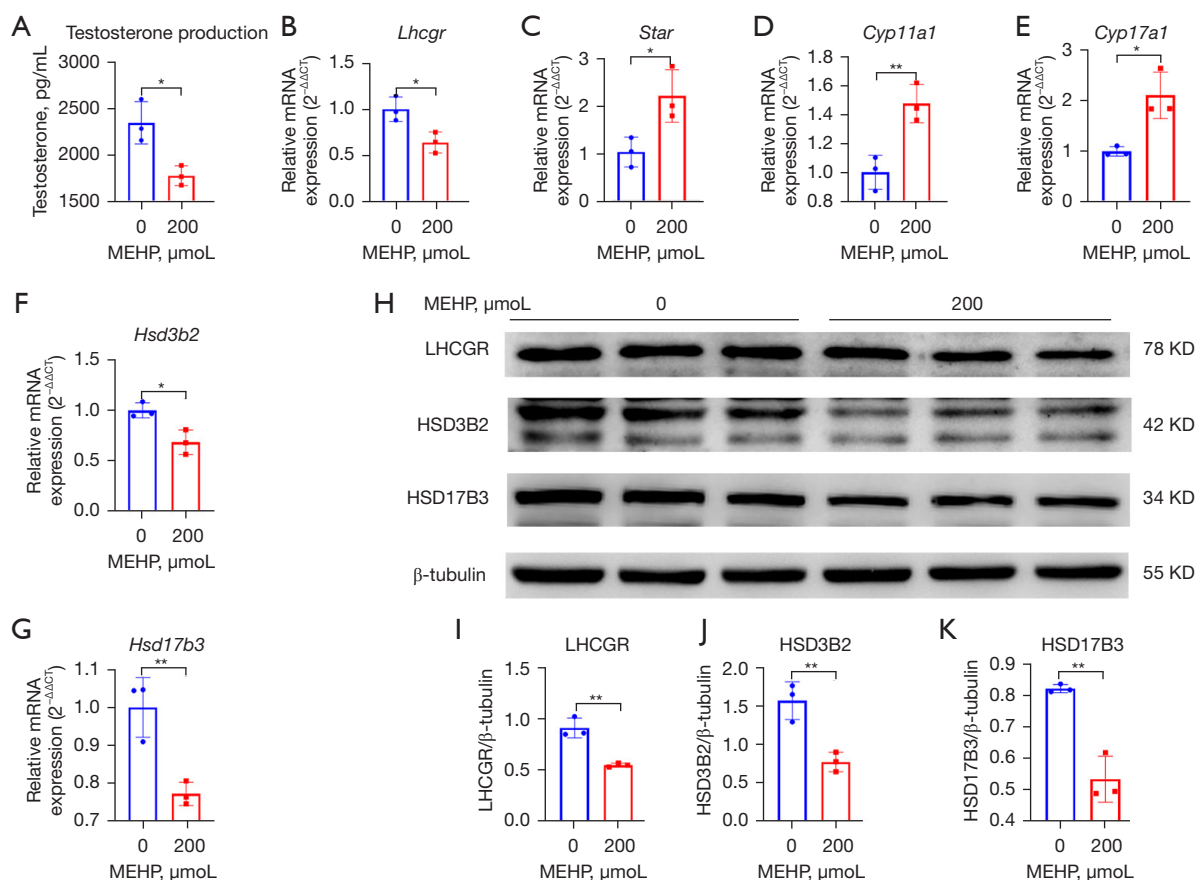 A
Testosterone production
Testosterone, pg/mL
3000
2500
2000
1500
*
0
200
MEHP, μmoL
B
Lhcgr
Relative mRNA
expression (2−ΔΔCT)
1.5
1.0
0.5
0.0
*
0
200
MEHP, μmoL
C
Star
Relative mRNA
expression (2−ΔΔCT)
3
2
1
0
*
0
200
MEHP, μmoL
D
Cyp11a1
Relative mRNA
expression (2−ΔΔCT)
1.8
1.6
1.4
1.2
1.0
0.8
**
0
200
MEHP, μmoL
E
Cyp17a1
Relative mRNA
expression (2−ΔΔCT)
3
2
1
0
*
0
200
MEHP, μmoL
F
Hsd3b2
Relative mRNA
expression (2−ΔΔCT)
1.5
1.0
0.5
0.0
*
0
200
MEHP, μmoL
G
Hsd17b3
Relative mRNA
expression (2−ΔΔCT)
1.1
1.0
0.9
0.8
0.7
**
0
200
MEHP, μmoL
H
MEHP, μmoL
0
200
LHCGR
78 KD
HSD3B2
42 KD
HSD17B3
34 KD
β-tubulin
55 KD
I
LHCGR
LHCGR/β-tubulin
1.5
1.0
0.5
0.0
**
0
200
MEHP, μmoL
J
HSD3B2
HSD3B2/β-tubulin
2.0
1.5
1.0
0.5
0.0
**
0
200
MEHP, μmoL
K
HSD17B3
HSD17B3/β-tubulin
0.9
0.8
0.7
0.6
0.5
0.4
**
0
200
MEHP, μmoL